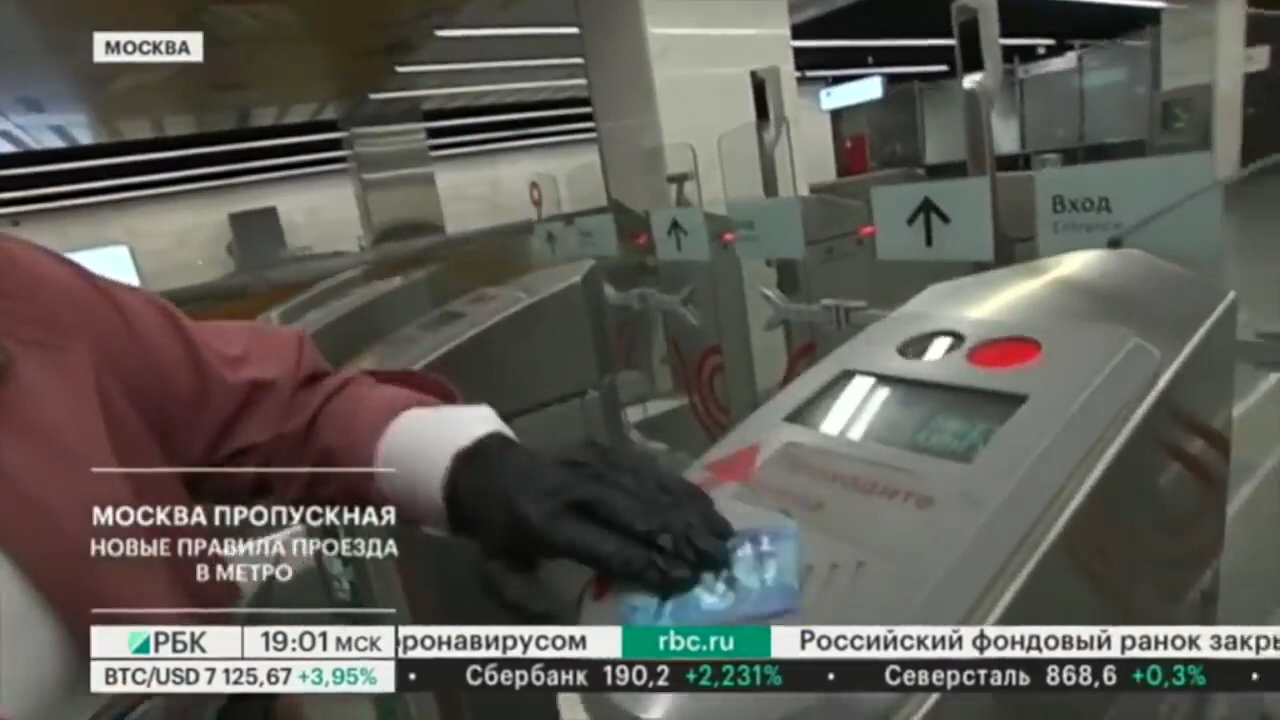 МОСКВА
Вход
Entrance
Проходите
МОСКВА ПРОПУСКНАЯ
НОВЫЕ ПРАВИЛА ПРОЕЗДА
В МЕТРО
РБК 19:01 МСК оронавирусом rbc.ru Российский фондовый ранок закры
BTC/USD 7 125,67 +3,95% • Сбербанк 190,2 +2,231% • Северсталь 868,6 +0,3% •